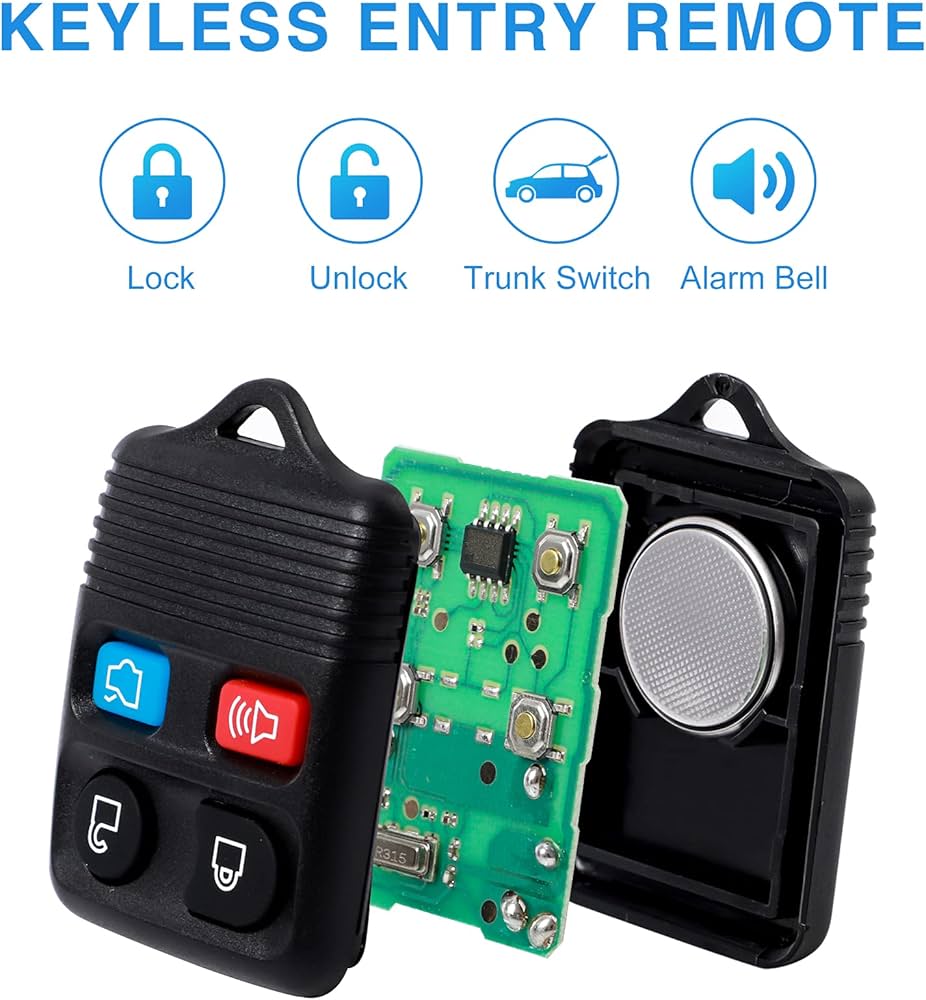 KEYLESS ENTRY REMOTE
Lock
Unlock
Trunk Switch
Alarm Bell
R315